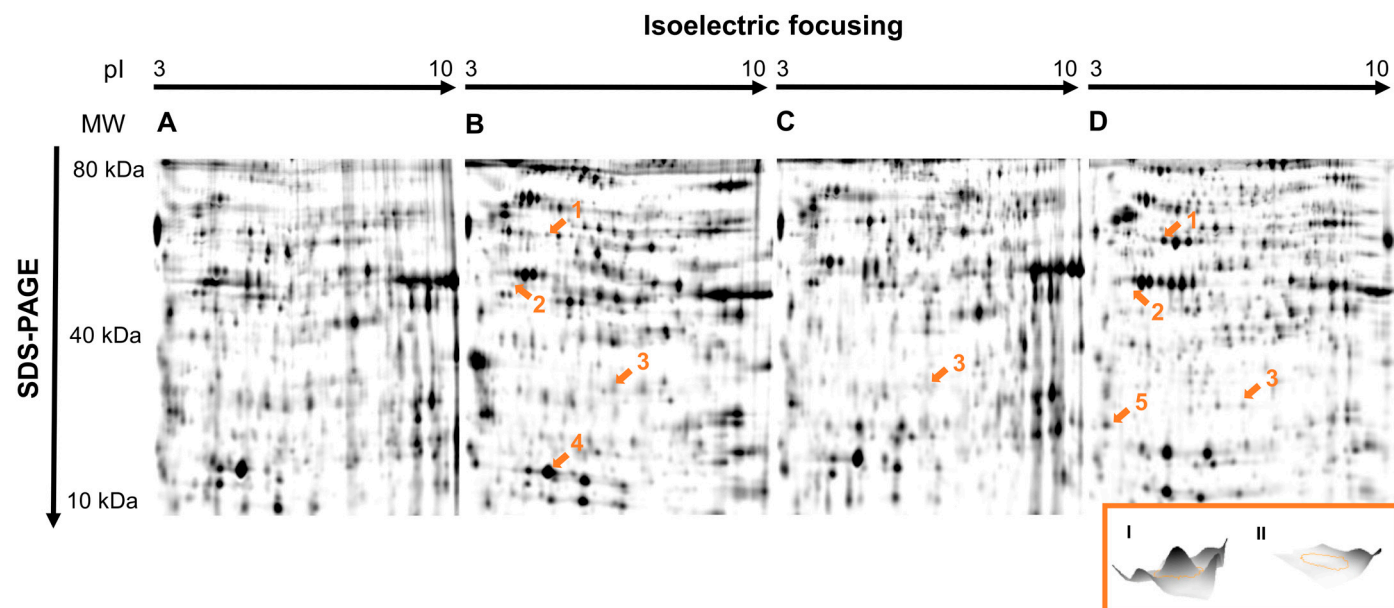 Isoelectric focusing
pI 3 10 3 10 3 10 3 10
MW A B C D
80 kDa
1 1
2 2
SDS-PAGE
40 kDa
3 3 3
5
4
10 kDa
I II